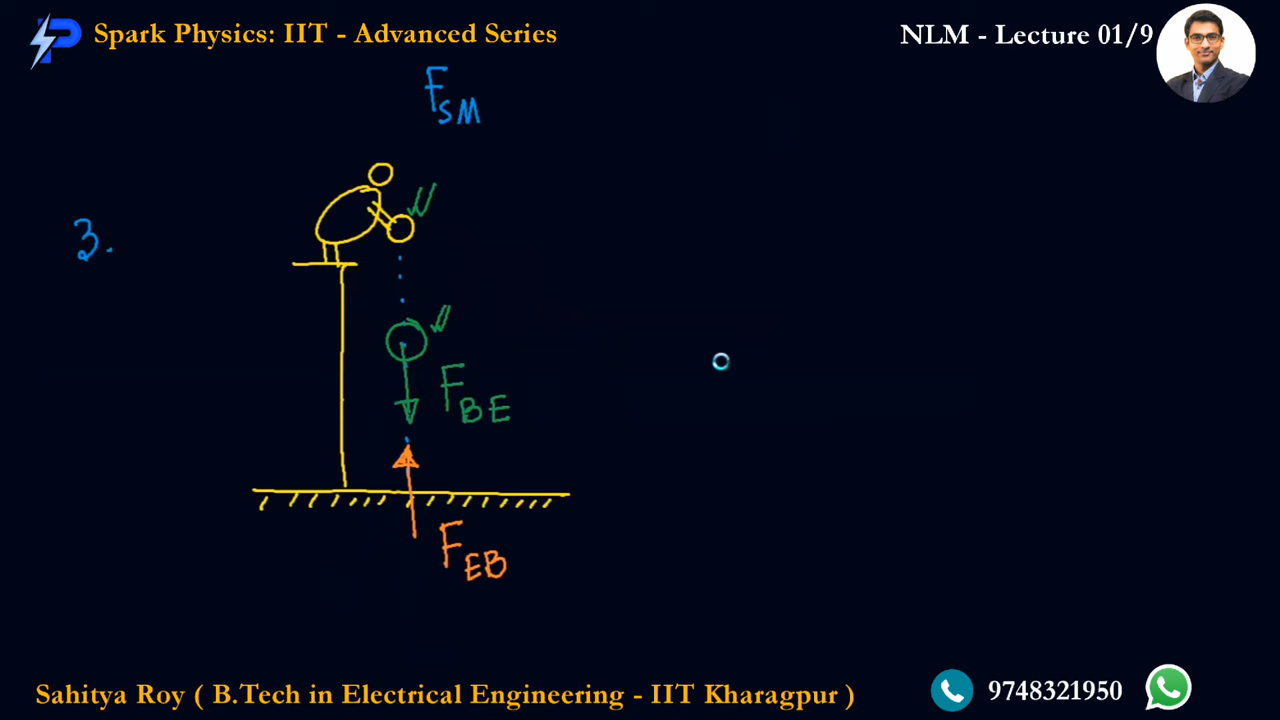 Spark Physics: IIT - Advanced Series
NLM - Lecture 01/9
F_SM
3.
F_BE
F_EB
Sahitya Roy ( B.Tech in Electrical Engineering - IIT Kharagpur )
9748321950